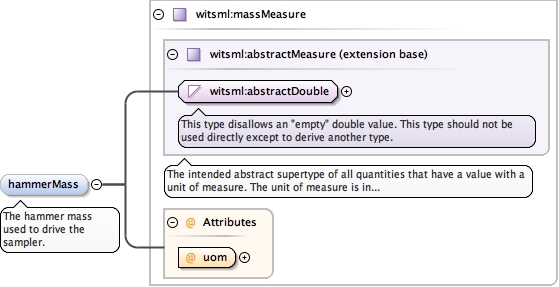 witsml:massMeasure
witsml:abstractMeasure (extension base)
witsml:abstractDouble
This type disallows an "empty" double value. This type should not be
used directly except to derive another type.
The intended abstract supertype of all quantities that have a value with a
unit of measure. The unit of measure is in...
hammerMass
The hammer mass
used to drive the
sampler.
@ Attributes
@ uom